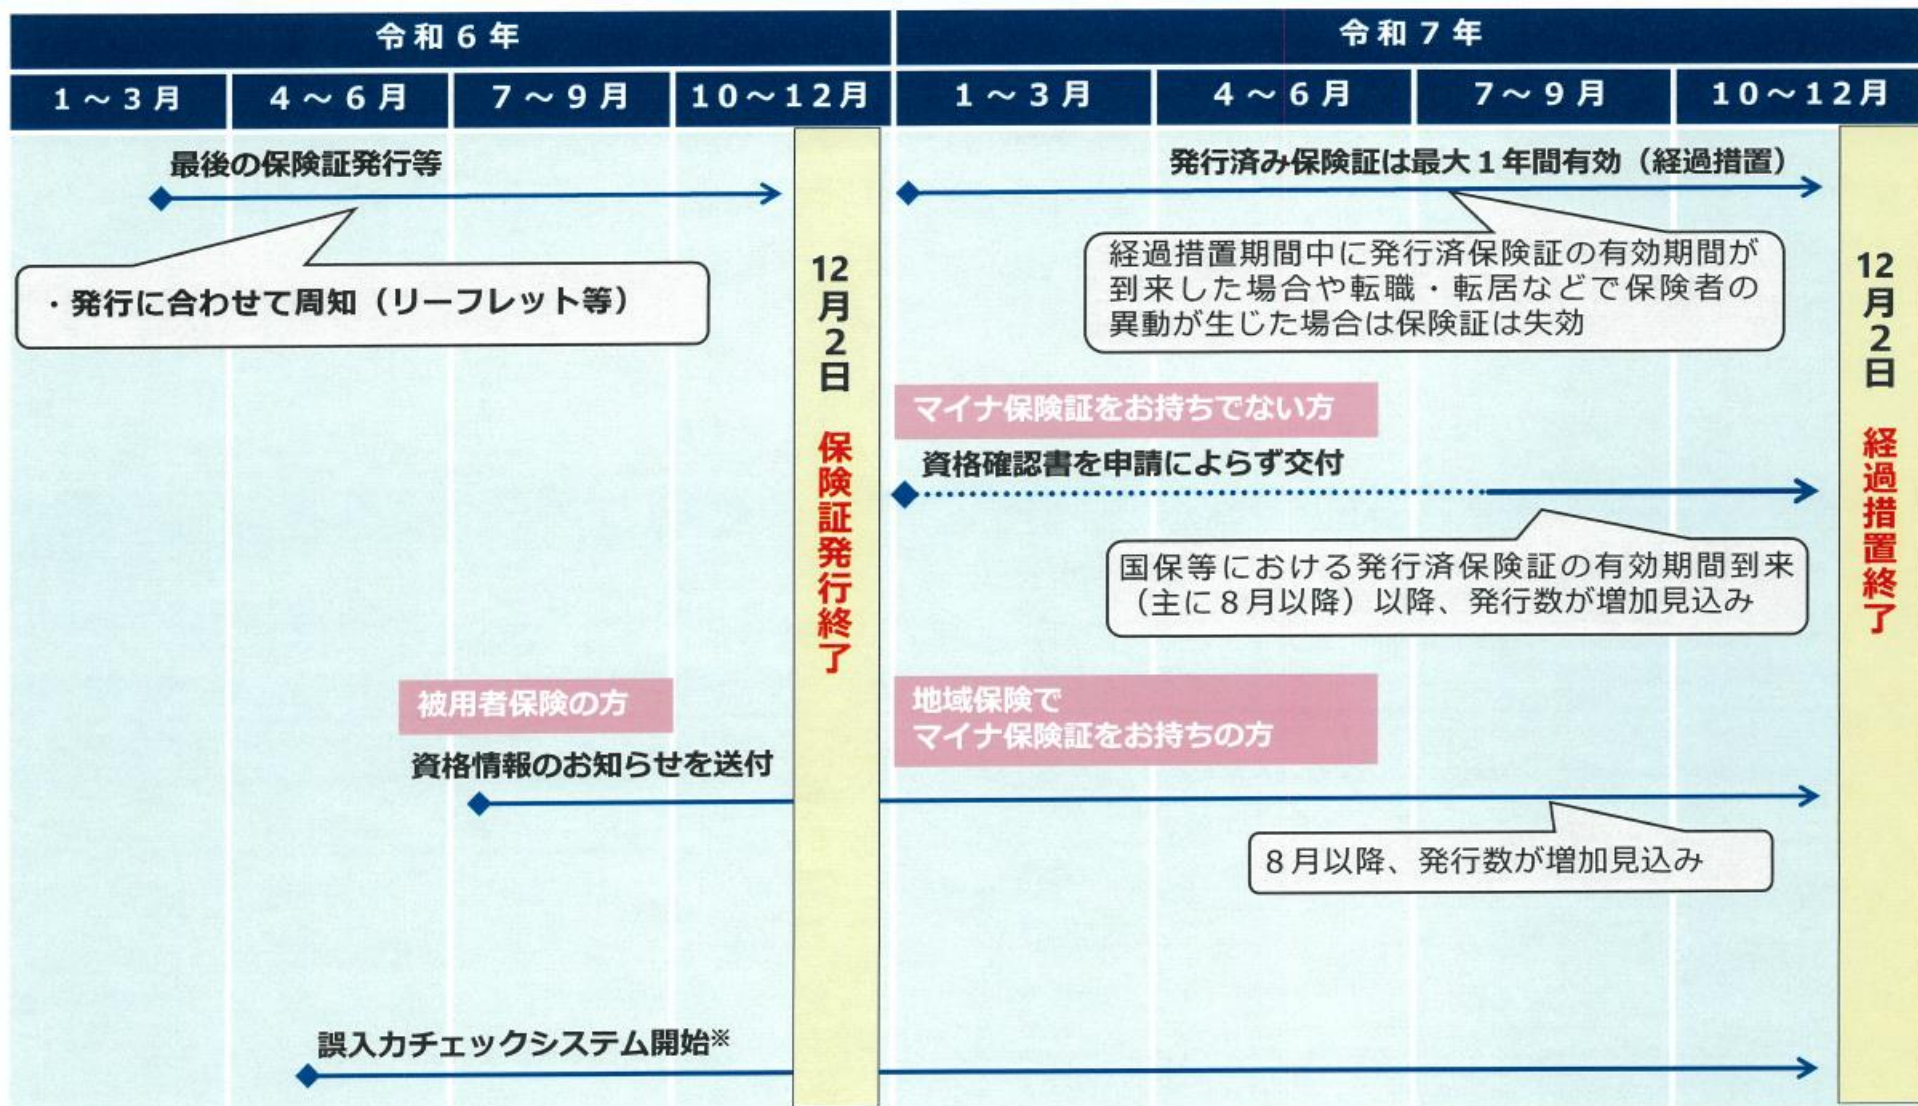 令和6年
令和7年
1～3月
4～6月
7～9月
10～12月
1～3月
4～6月
7～9月
10～12月
最後の保険証発行等
・発行に合わせて周知（リーフレット等）
12月2日 保険証発行終了
発行済み保険証は最大1年間有効（経過措置）
経過措置期間中に発行済保険証の有効期間が
到来した場合や転職・転居などで保険者の
異動が生じた場合は保険証は失効
12月2日 経過措置終了
マイナ保険証をお持ちでない方
資格確認書を申請によらず交付
国保等における発行済保険証の有効期間到来
（主に8月以降）以降、発行数が増加見込み
被用者保険の方
資格情報のお知らせを送付
地域保険で
マイナ保険証をお持ちの方
8月以降、発行数が増加見込み
誤入力チェックシステム開始※